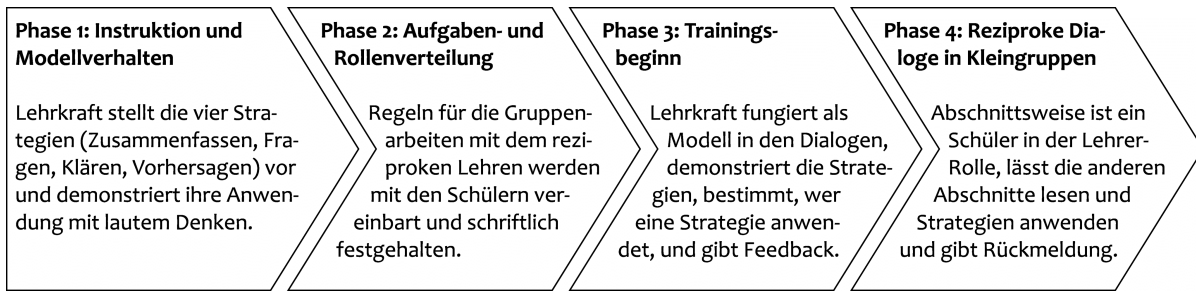 Phase 1: Instruktion und
Modellverhalten
Lehrkraft stellt die vier Stra-
tegien (Zusammenfassen, Fra-
gen, Klären, Vorhersagen) vor
und demonstriert ihre Anwen-
dung mit lautem Denken.
Phase 2: Aufgaben- und
Rollenverteilung
Regeln für die Gruppen-
arbeiten mit dem rezi-
proken Lehren werden
mit den Schülern ver-
einbart und schriftlich
festgehalten.
Phase 3: Trainings-
beginn
Lehrkraft fungiert als
Modell in den Dialogen,
demonstriert die Strate-
gien, bestimmt, wer
eine Strategie anwen-
det, und gibt Feedback.
Phase 4: Reziproke Dia-
loge in Kleingruppen
Abschnittsweise ist ein
Schüler in der Lehrer-
Rolle, lässt die anderen
Abschnitte lesen und
Strategien anwenden
und gibt Rückmeldung.